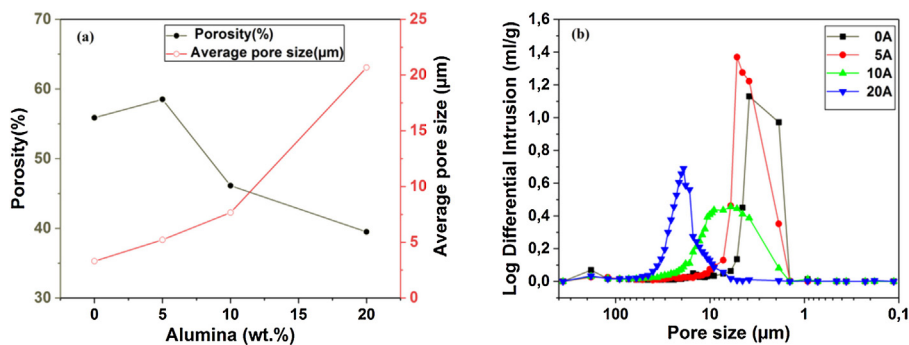 (a)
Porosity(%)
Average pore size(μm)
70
60
50
40
30
Porosity(%)
25
20
15
10
5
0
Average pore size (μm)
0 5 10 15 20
Alumina (wt.%)
(b)
0A
5A
10A
20A
1,6
1,4
1,2
1,0
0,8
0,6
0,4
0,2
0,0
Log Differential Intrusion (ml/g)
100 10 1 0,1
Pore size (μm)